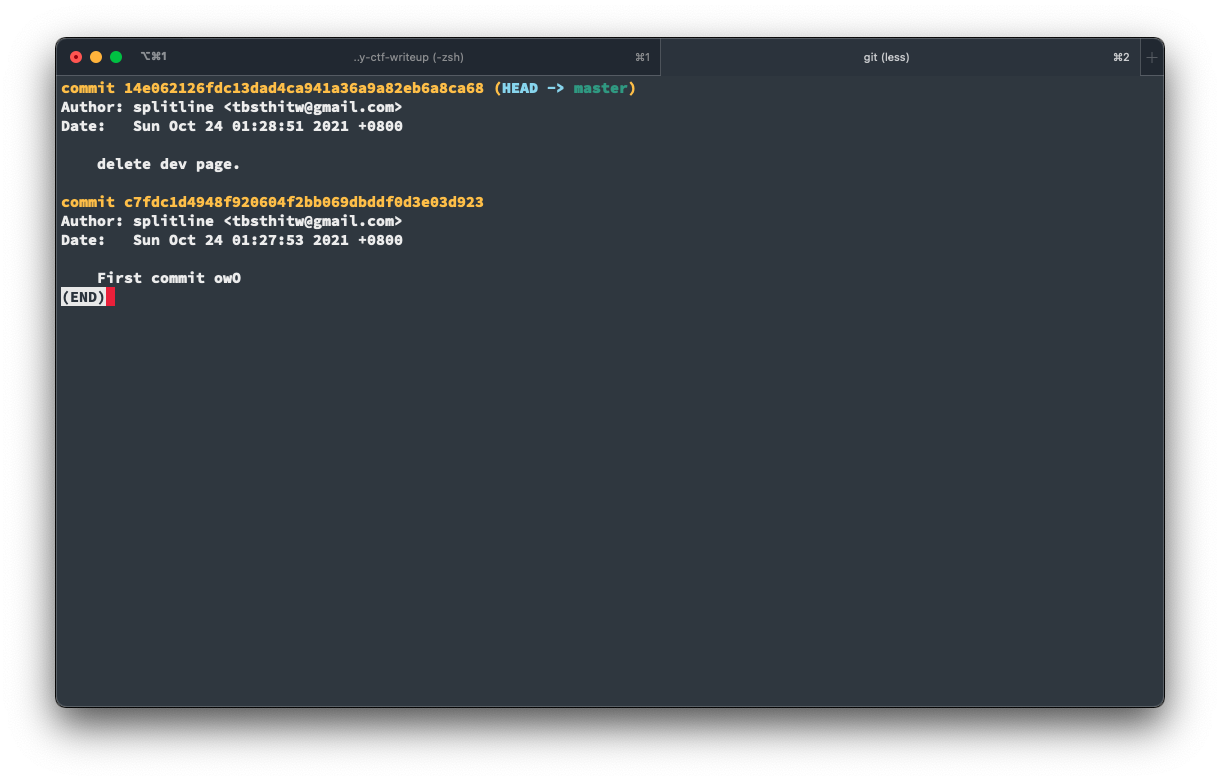 ⌥⌘1 ..y-ctf-writeup (-zsh) ⌘1 git (less) ⌘2 +
commit 14e062126fdc13dad4ca941a36a9a82eb6a8ca68 (HEAD -> master)
Author: splitline <tbsthitw@gmail.com>
Date:   Sun Oct 24 01:28:51 2021 +0800
    delete dev page.
commit c7fdc1d4948f920604f2bb069dbddf0d3e03d923
Author: splitline <tbsthitw@gmail.com>
Date:   Sun Oct 24 01:27:53 2021 +0800
    First commit owO
(END)